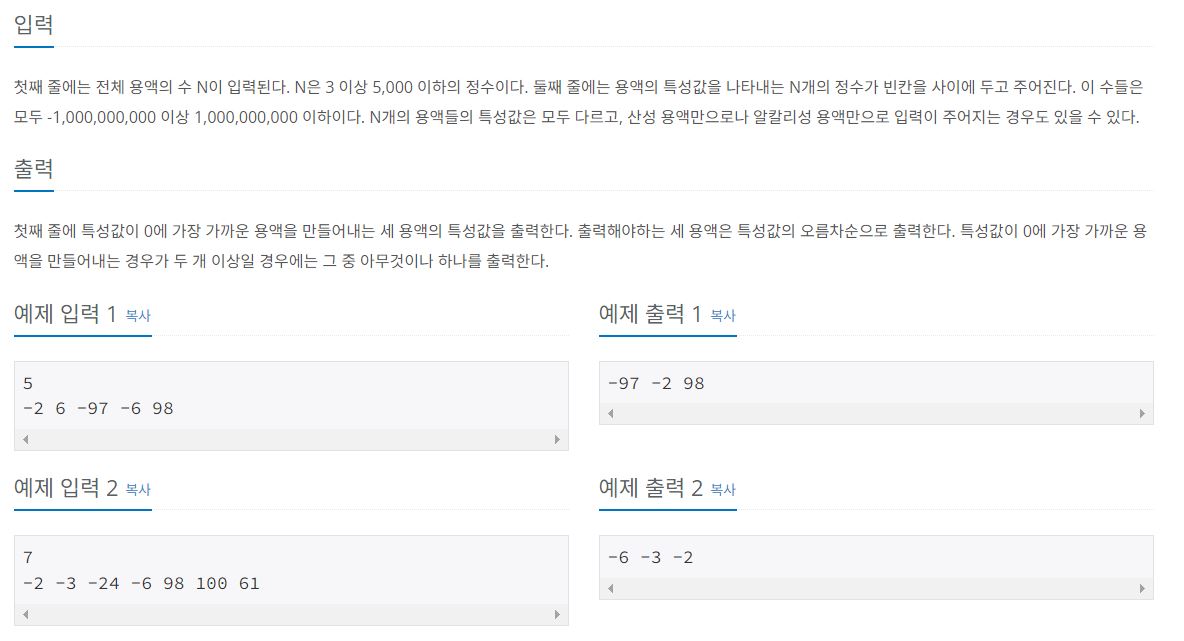 입력
첫째 줄에는 전체 용액의 수 N이 입력된다. N은 3 이상 5,000 이하의 정수이다. 둘째 줄에는 용액의 특성값을 나타내는 N개의 정수가 빈칸을 사이에 두고 주어진다. 이 수들은
모두 -1,000,000,000 이상 1,000,000,000 이하이다. N개의 용액들의 특성값은 모두 다르고, 산성 용액만으로나 알칼리성 용액만으로 입력이 주어지는 경우도 있을 수 있다.
출력
첫째 줄에 특성값이 0에 가장 가까운 용액을 만들어내는 세 용액의 특성값을 출력한다. 출력해야하는 세 용액은 특성값의 오름차순으로 출력한다. 특성값이 0에 가장 가까운 용
액을 만들어내는 경우가 두 개 이상일 경우에는 그 중 아무것이나 하나를 출력한다.
예제 입력 1 복사
5
-2 6 -97 -6 98
예제 출력 1 복사
-97 -2 98
예제 입력 2 복사
7
-2 -3 -24 -6 98 100 61
예제 출력 2 복사
-6 -3 -2